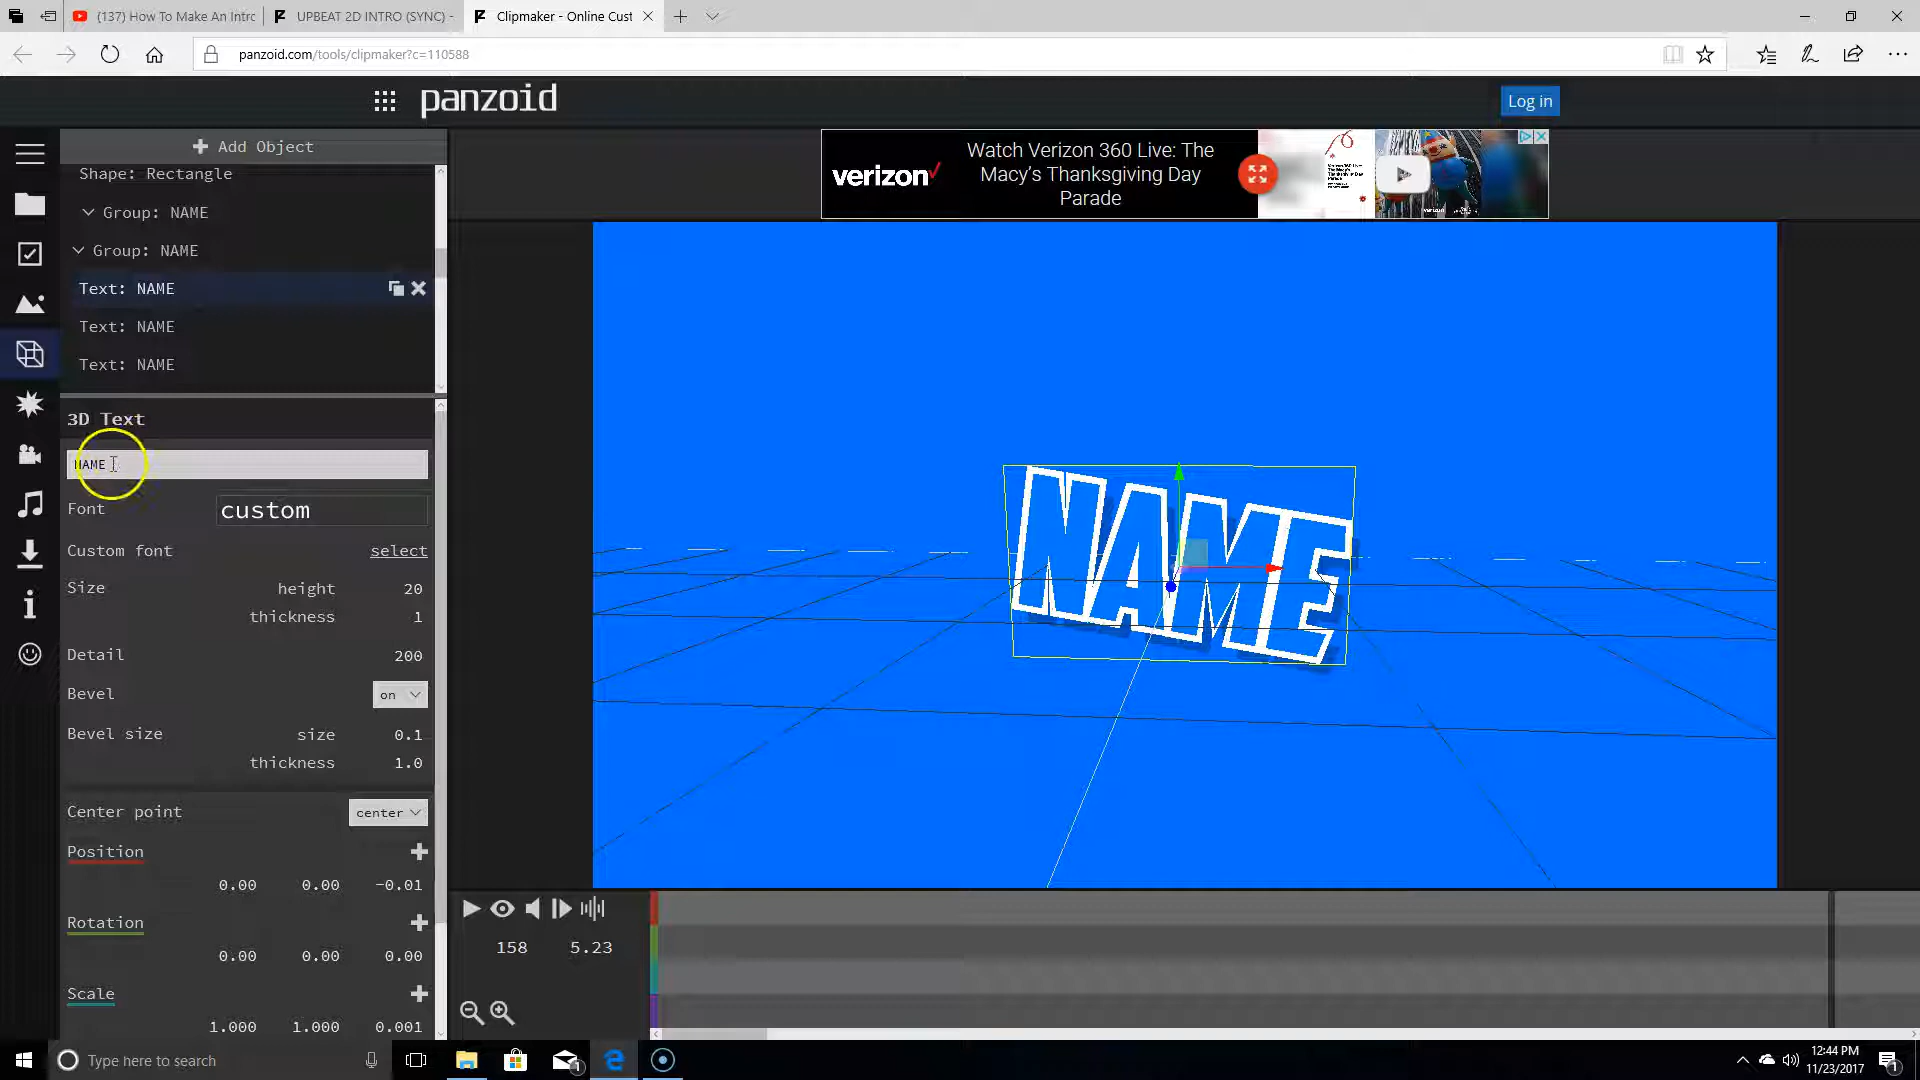 (137) How To Make An Intro
UPBEAT 2D INTRO (SYNC) -
Clipmaker - Online Cust
panzoid.com/tools/clipmaker?c=110588
panzoid
Log in
Add Object
Shape: Rectangle
Group: NAME
Group: NAME
Text: NAME
Text: NAME
Text: NAME
verizon
Watch Verizon 360 Live: The
Macy's Thanksgiving Day
Parade
3D Text
NAME
Font custom
Custom font select
Size height 20
thickness 1
Detail 200
Bevel on
Bevel size size 0.1
thickness 1.0
Center point center
Position
0.00 0.00 -0.01
Rotation
0.00 0.00 0.00
Scale
1.000 1.000 0.001
NAME
158 5.23
Type here to search
12:44 PM
11/23/2017